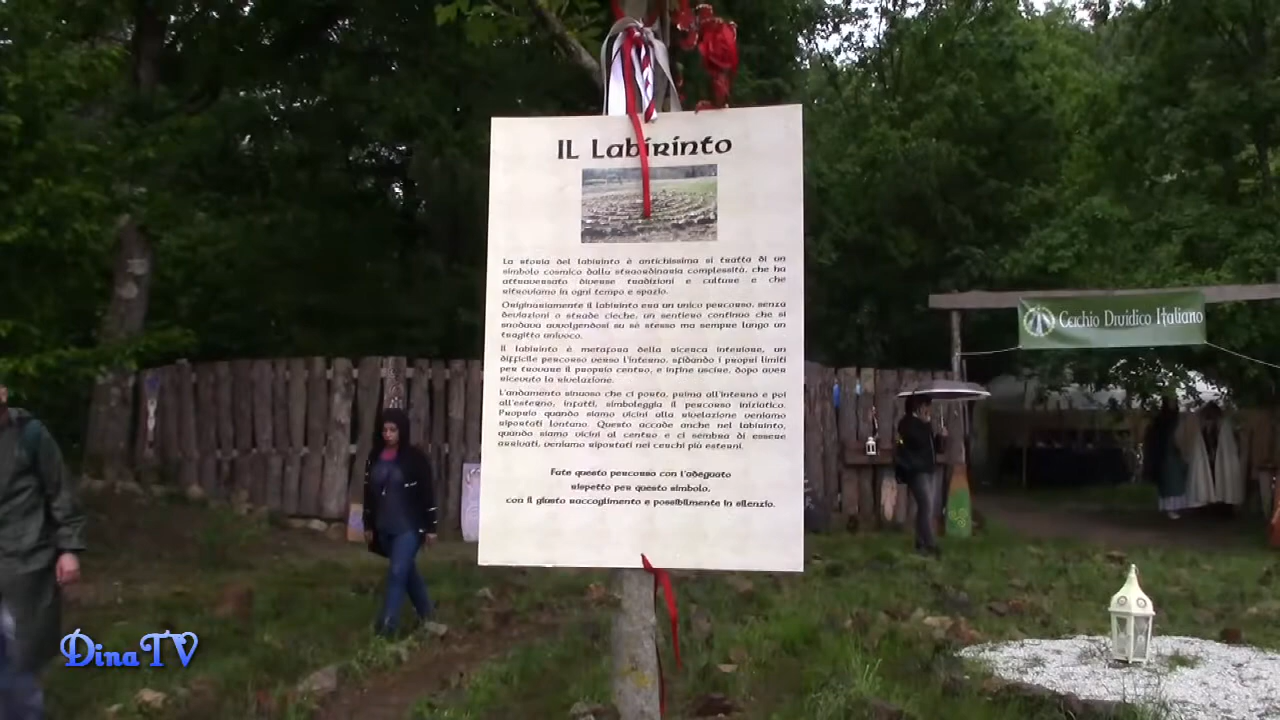 Il Labirinto
La storia del labirinto è antichissima si tratta di un
simbolo cosmico dalla straordinaria complessità, che ha
attraversato diverse tradizioni e culture e che
ritroviamo in ogni tempo e spazio.
Originariamente il labirinto era un unico percorso, senza
deviazioni o strade cieche, un sentiero continuo che si
snodava avvolgendosi su sé stesso ma sempre lungo un
tragitto univoco.
Il labirinto è metafora della ricerca interiore, un
difficile percorso verso l'interno, sfidando i propri limiti
per trovare il proprio centro, e infine uscire, dopo aver
ricevuto la rivelazione.
L'andamento sinuoso che ci porta, prima all'interno e poi
all'esterno, infatti, simboleggia il percorso iniziatico.
Proprio quando siamo vicini alla rivelazione veniamo
riportati lontano. Questo accade anche nel labirinto,
quando siamo vicini al centro e ci sembra di essere
arrivati, veniamo riportati nei cerchi più esterni.
Fate questo percorso con l'adeguato
rispetto per questo simbolo,
con il giusto raccoglimento e possibilmente in silenzio.
Cerchio Druidico Italiano
DinaTV